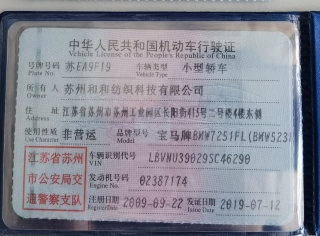 中华人民共和国机动车行驶证
Vehicle License of the People's Republic of China
号牌号码 苏EA9F19 车辆类型 小型轿车
Plate No. Vehicle Type
所有人 苏州和和纺织科技有限公司
Owner
住址 江苏省苏州市苏州工业园区长阳街415号二号楼4楼东侧
Address
使用性质 非营运 品牌型号 宝马牌BMW7251FL(BMW523I
Use Character Model
江苏省苏州市公安局交通警察支队
车辆识别代号 LBVNU39029SC46290
VIN
发动机号码 02387174
Engine No.
注册日期 2009-09-22 发证日期 2019-07-12
Register Date Issue Date